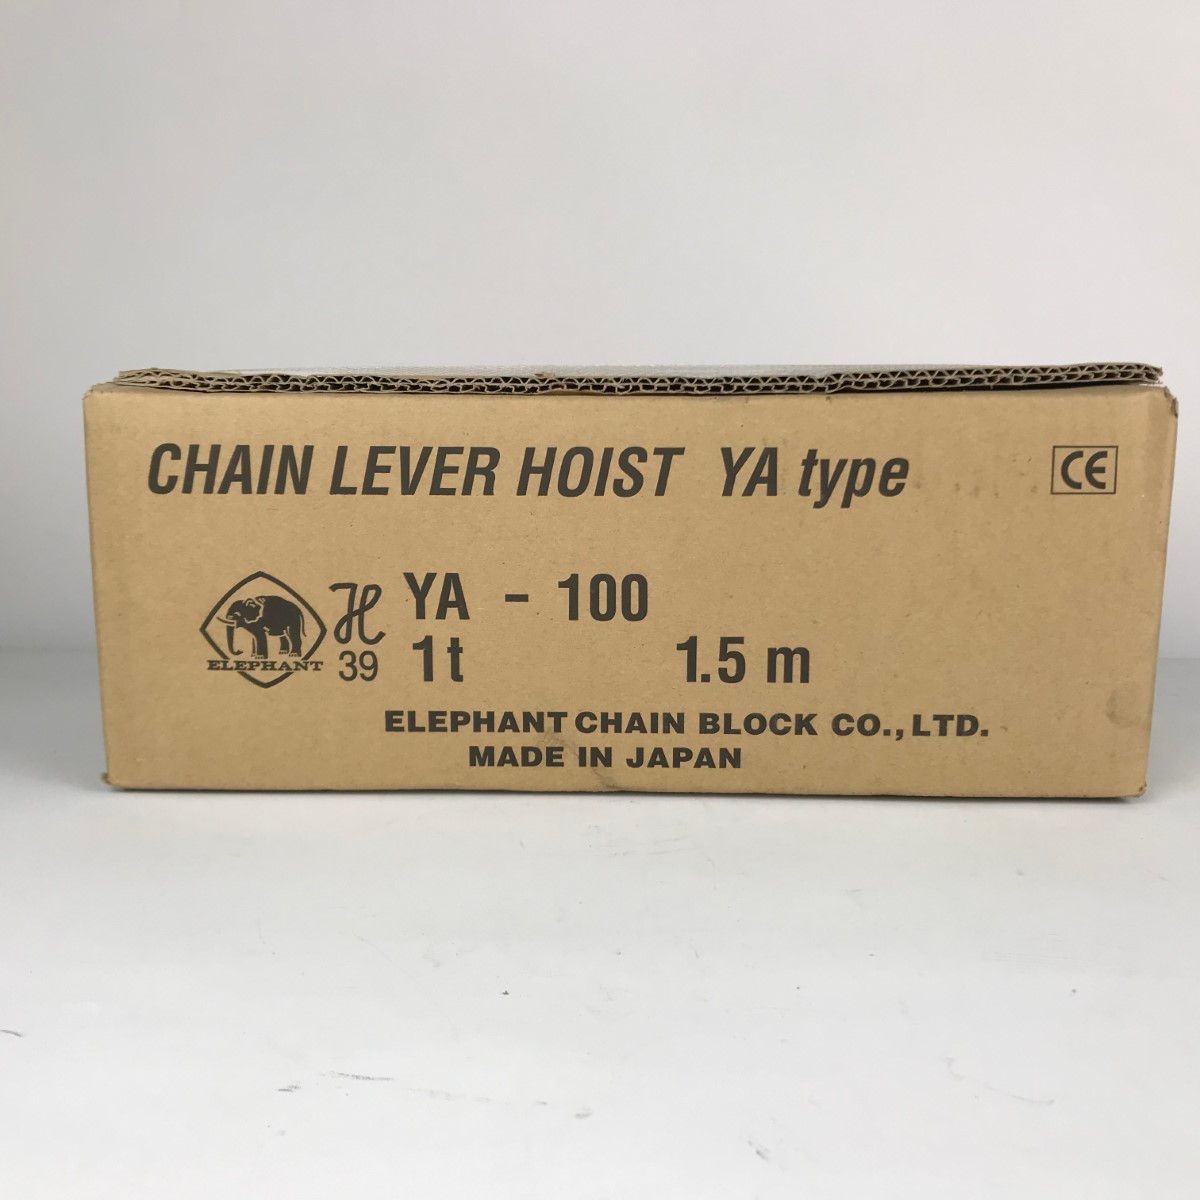 CHAIN LEVER HOIST YA type CE
ELEPHANT
H
39
YA - 100
1t 1.5 m
ELEPHANT CHAIN BLOCK CO., LTD.
MADE IN JAPAN